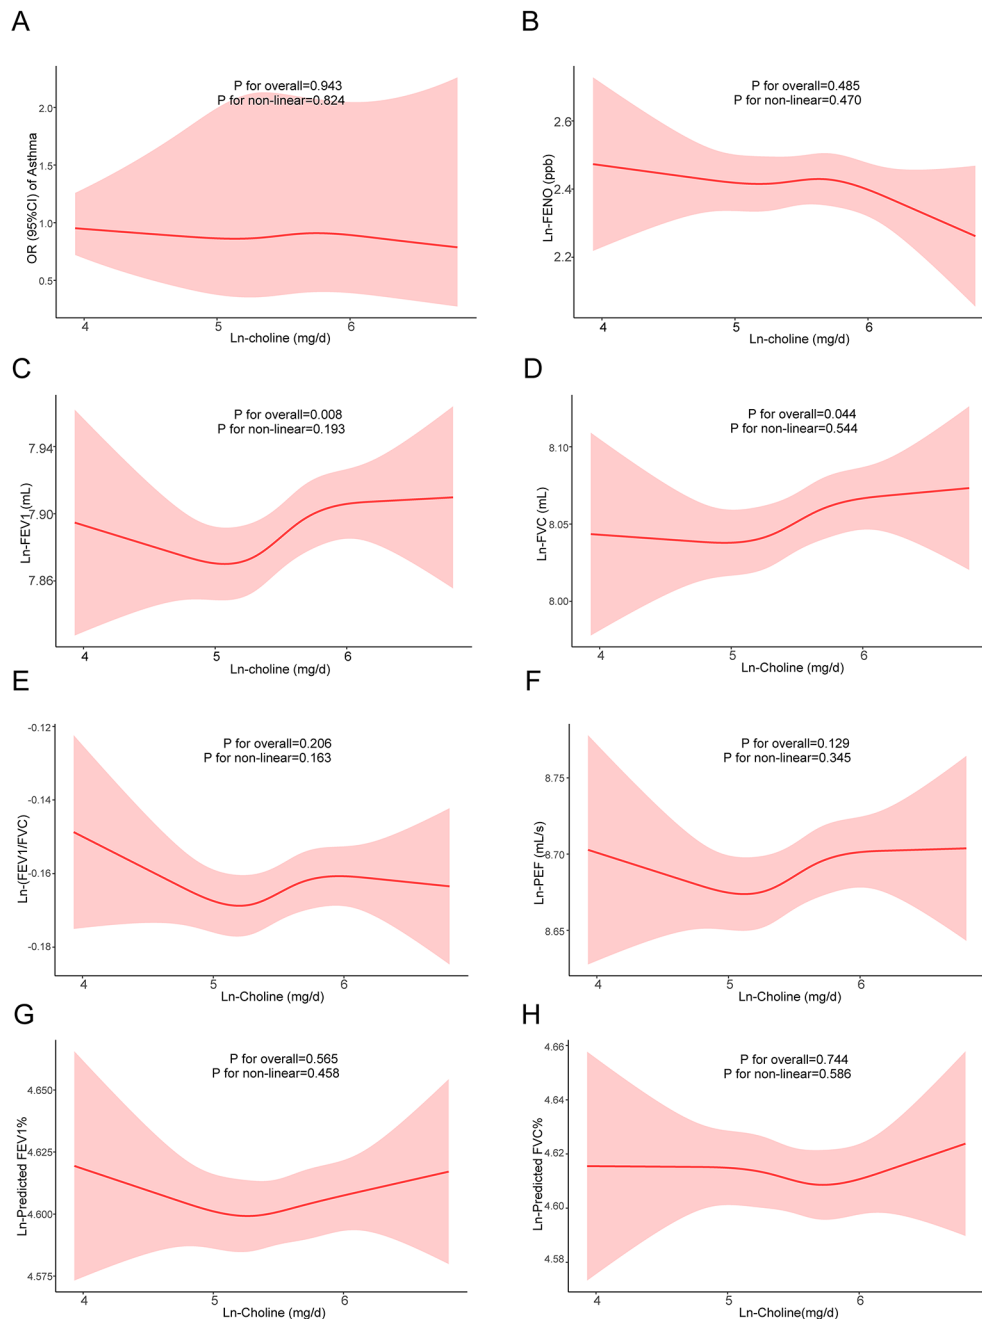 A
P for overall=0.943
P for non-linear=0.824
OR (95%CI) of Asthma
2.0
1.5
1.0
0.5
4 5 6
Ln-choline (mg/d)
B
P for overall=0.485
P for non-linear=0.470
Ln-FENO (ppb)
2.6
2.4
2.2
4 5 6
Ln-choline (mg/d)
C
P for overall=0.008
P for non-linear=0.193
Ln-FEV1 (mL)
7.94
7.90
7.86
4 5 6
Ln-choline (mg/d)
D
P for overall=0.044
P for non-linear=0.544
Ln-FVC (mL)
8.10
8.05
8.00
4 5 6
Ln-Choline (mg/d)
E
P for overall=0.206
P for non-linear=0.163
Ln-(FEV1/FVC)
-0.12
-0.14
-0.16
-0.18
4 5 6
Ln-Choline (mg/d)
F
P for overall=0.129
P for non-linear=0.345
Ln-PEF (mL/s)
8.75
8.70
8.65
4 5 6
Ln-Choline (mg/d)
G
P for overall=0.565
P for non-linear=0.458
Ln-Predicted FEV1%
4.650
4.625
4.600
4.575
4 5 6
Ln-Choline (mg/d)
H
P for overall=0.744
P for non-linear=0.586
Ln-Predicted FVC%
4.66
4.64
4.62
4.60
4.58
4 5 6
Ln-Choline(mg/d)